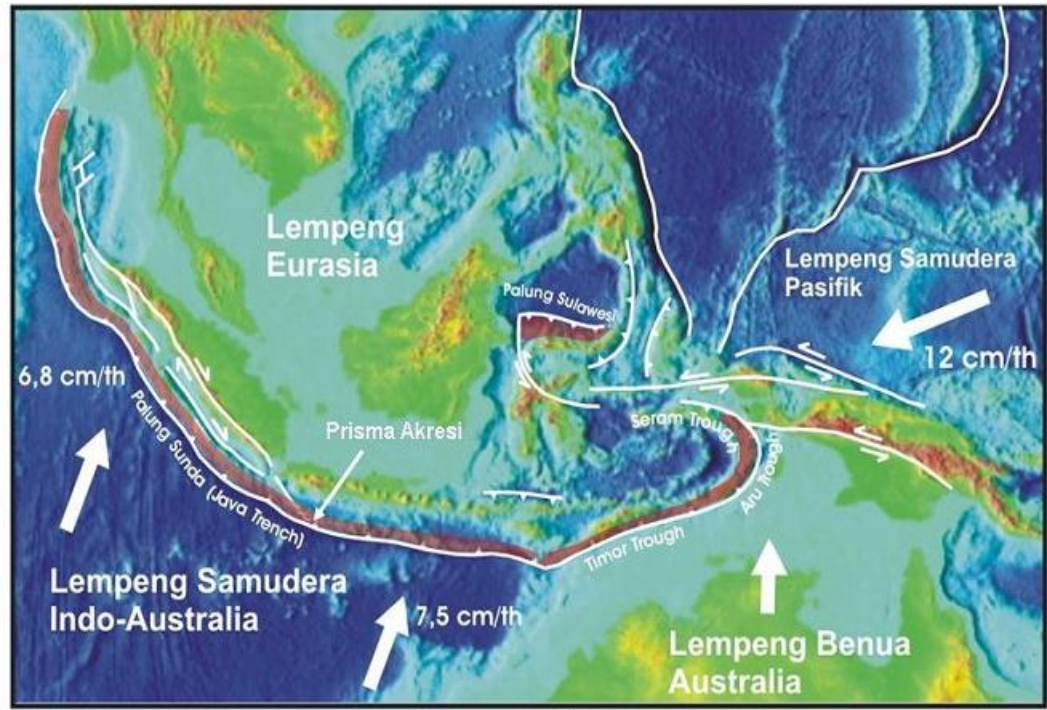 Lempeng
Eurasia
Lempeng Samudera
Pasifik
12 cm/th
Palung Sulawesi
6,8 cm/th
Palung Sunda (Java Trench)
Prisma Akresi
Seram Trough
Aru Trough
Timor Trough
Lempeng Samudera
Indo-Australia
7,5 cm/th
Lempeng Benua
Australia